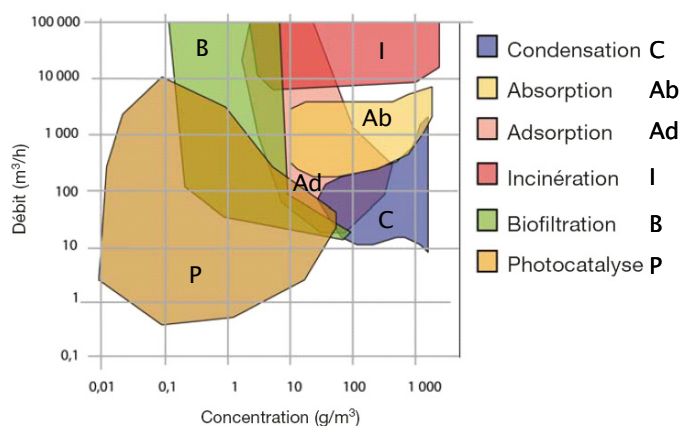 100 000
10 000
1 000
100
10
1
0,1
Débit (m³/h)
0,01 0,1 1 10 100 1 000
Concentration (g/m³)
B
I
Ab
Ad
C
P
Condensation C
Absorption Ab
Adsorption Ad
Incinération I
Biofiltration B
Photocatalyse P